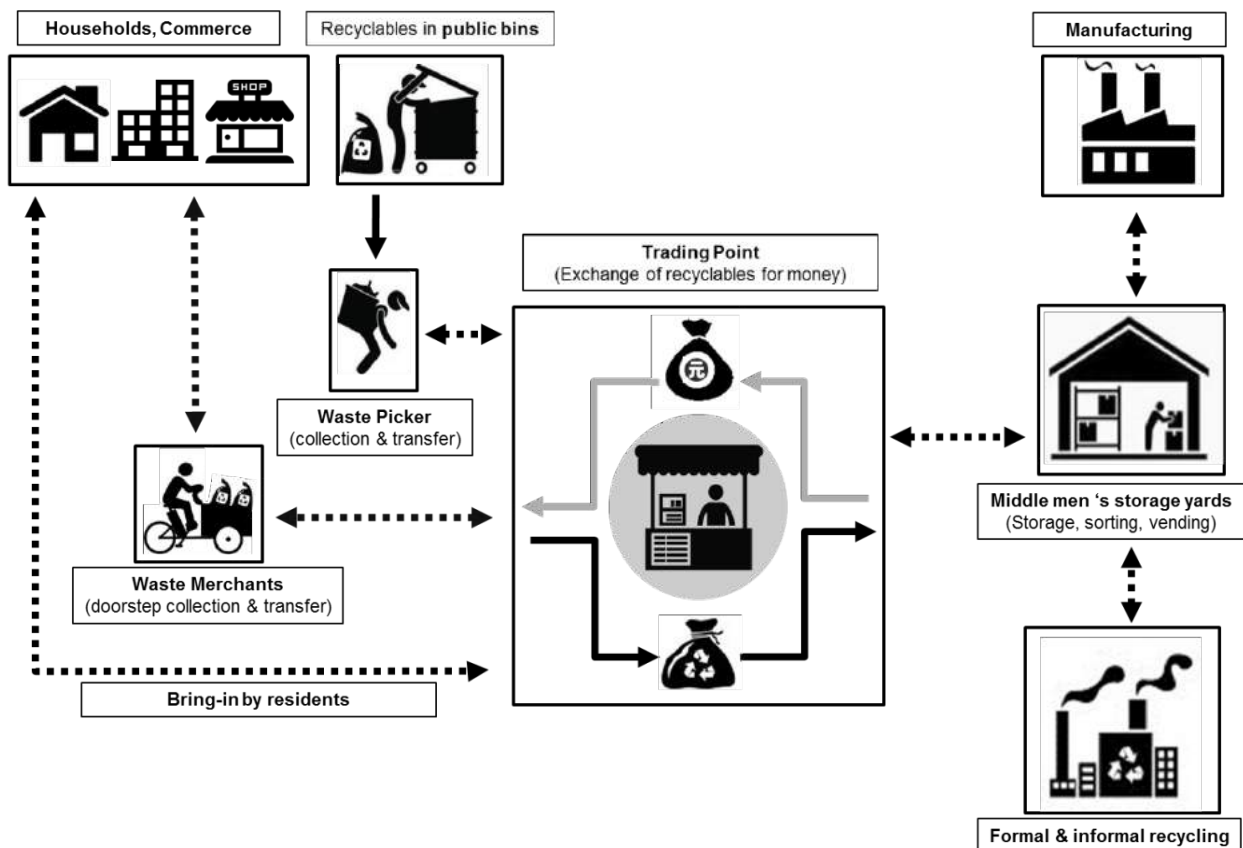 Households, Commerce
Recyclables in public bins
Manufacturing
SHOP
Trading Point
(Exchange of recyclables for money)
元
Waste Picker
(collection & transfer)
Middle men ‘s storage yards
(Storage, sorting, vending)
Waste Merchants
(doorstep collection & transfer)
Bring-in by residents
Formal & informal recycling